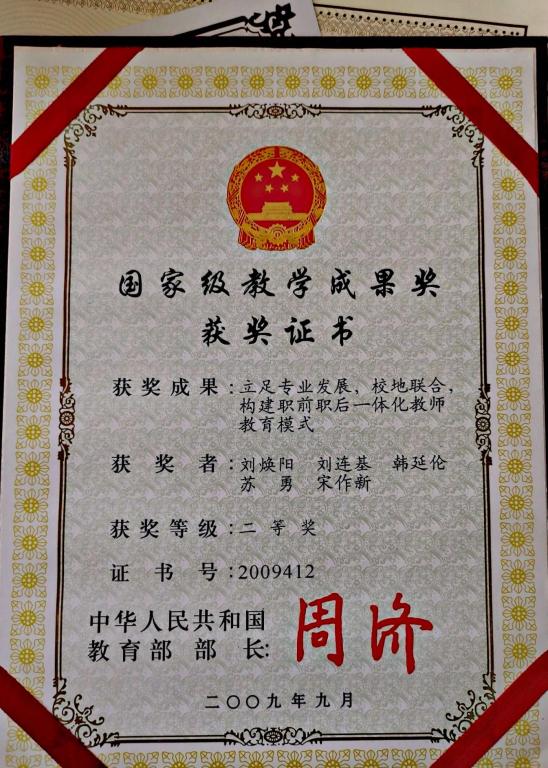 国家级教学成果奖
获奖证书
获奖成果：立足专业发展，校地联合，
构建职前职后一体化教师
教育模式
获奖者：刘焕阳 刘连基 韩延伦
苏勇 宋作新
获奖等级：二等奖
证书号：2009412
中华人民共和国
教育部部长：周济
二〇〇九年九月